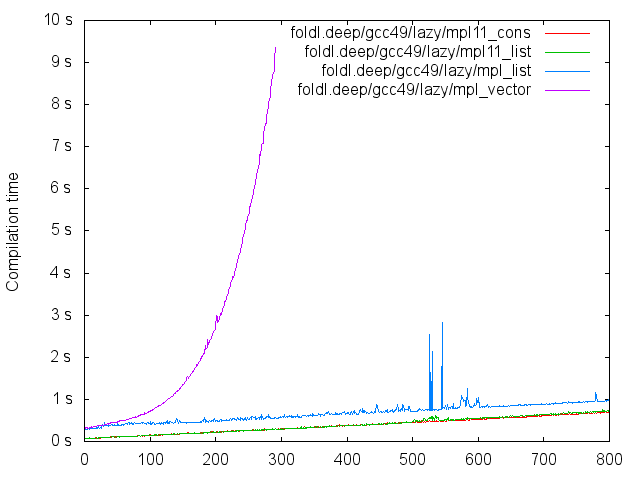 10 s
9 s
8 s
7 s
6 s
5 s
4 s
3 s
2 s
1 s
0 s
0 100 200 300 400 500 600 700 800
Compilation time
foldl.deep/gcc49/lazy/mpl11_cons
foldl.deep/gcc49/lazy/mpl11_list
foldl.deep/gcc49/lazy/mpl_list
foldl.deep/gcc49/lazy/mpl_vector